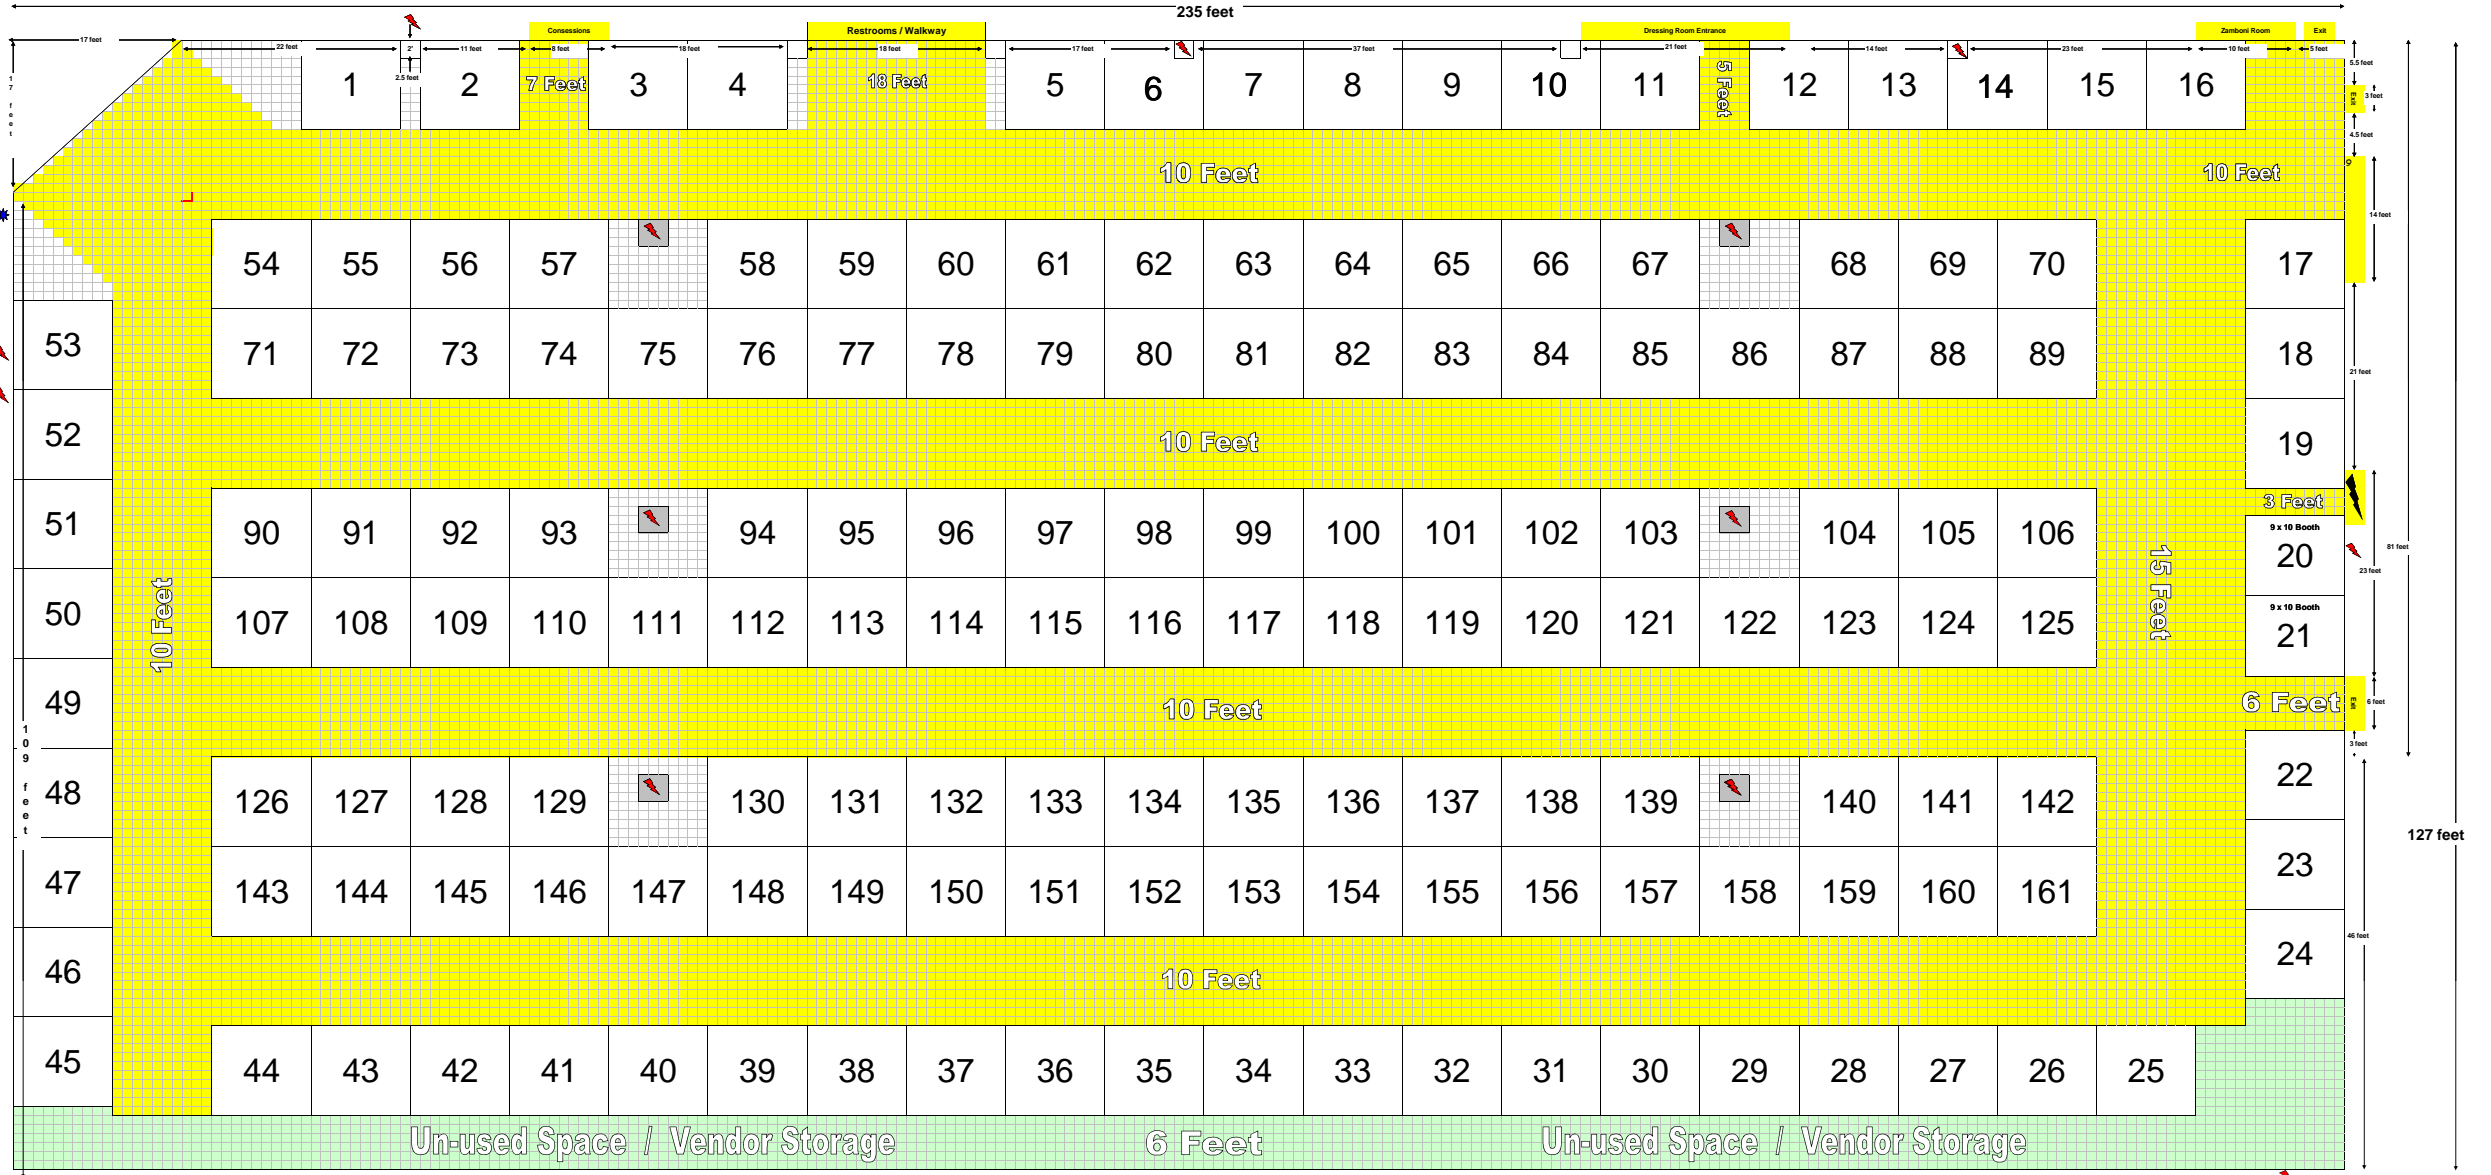 235 feet
Consessions
Restrooms / Walkway
Dressing Room Entrance
Zamboni Room
Exit
17 feet
22 feet
2'
11 feet
8 feet
18 feet
18 feet
17 feet
37 feet
21 feet
14 feet
23 feet
10 feet
5 feet
17 feet
2.5 feet
1 2 7 Feet 3 4 18 Feet 5 6 7 8 9 10 11 5 Feet 12 13 14 15 16
5.5 feet
Exit
3 feet
4.5 feet
10 Feet
10 Feet
9
14 feet
54 55 56 57 58 59 60 61 62 63 64 65 66 67 68 69 70 17
53 71 72 73 74 75 76 77 78 79 80 81 82 83 84 85 86 87 88 89 18
21 feet
52 10 Feet 19
3 Feet
51 90 91 92 93 94 95 96 97 98 99 100 101 102 103 104 105 106
9 x 10 Booth
20
81 feet
23 feet
10 Feet
15 Feet
50 107 108 109 110 111 112 113 114 115 116 117 118 119 120 121 122 123 124 125
9 x 10 Booth
21
49 10 Feet 6 Feet
Exit
6 feet
3 feet
109 feet
48 126 127 128 129 130 131 132 133 134 135 136 137 138 139 140 141 142 22
127 feet
47 143 144 145 146 147 148 149 150 151 152 153 154 155 156 157 158 159 160 161 23
46 feet
46 10 Feet 24
45 44 43 42 41 40 39 38 37 36 35 34 33 32 31 30 29 28 27 26 25
Un-used Space / Vendor Storage 6 Feet Un-used Space / Vendor Storage